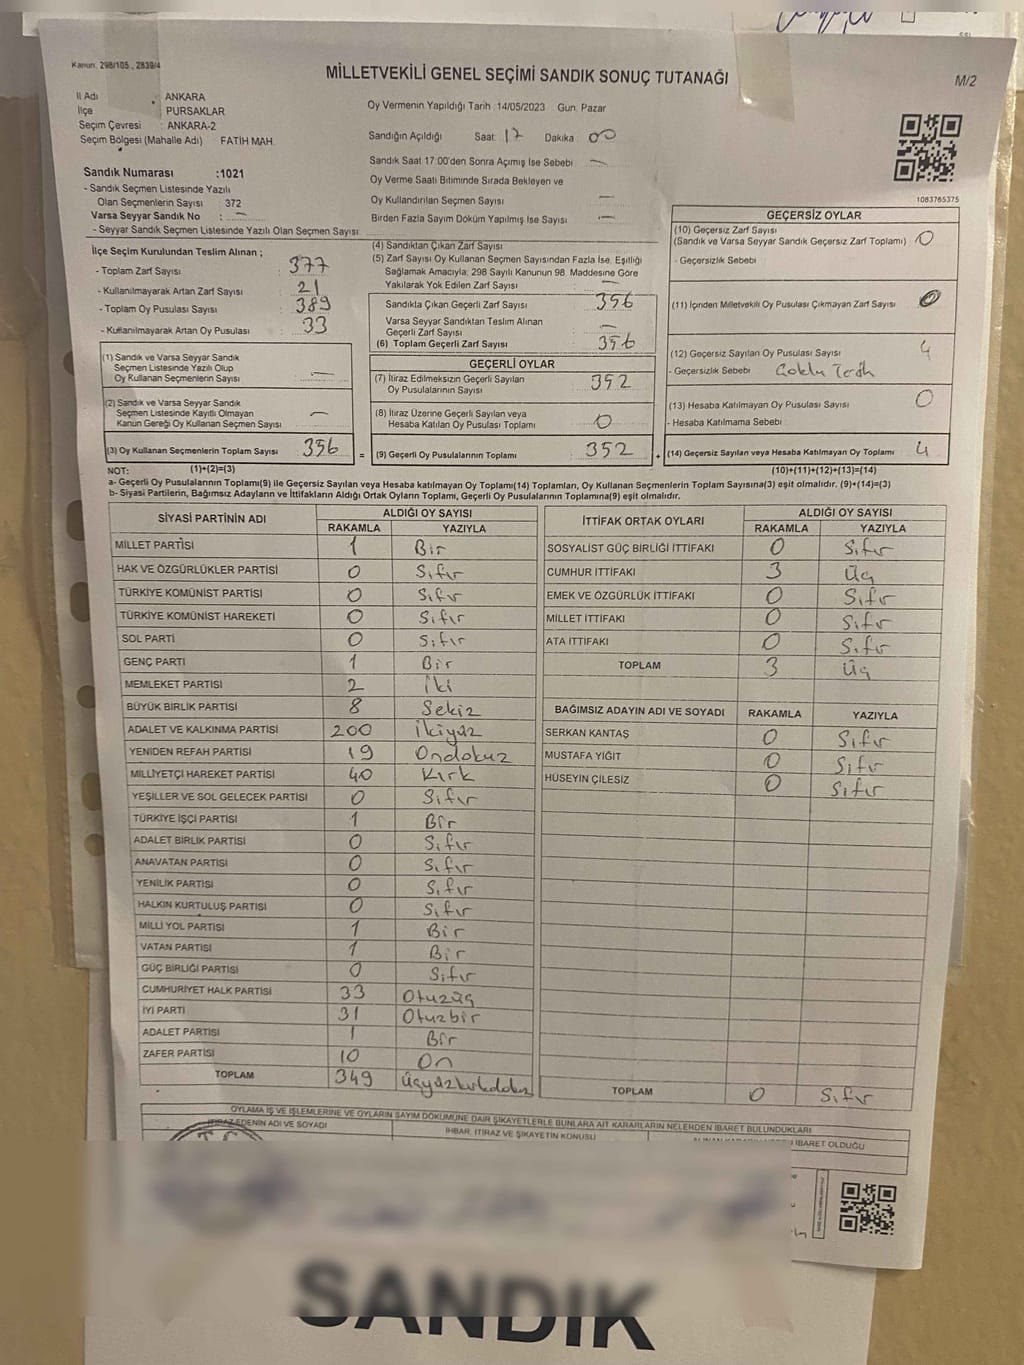 Kanun: 298/105 , 2839/4
MİLLETVEKİLİ GENEL SEÇİMİ SANDIK SONUÇ TUTANAĞI
M/2
İl Adı : ANKARA
İlçe : PURSAKLAR
Seçim Çevresi : ANKARA-2
Seçim Bölgesi (Mahalle Adı) FATİH MAH.
Sandık Numarası :1021
- Sandık Seçmen Listesinde Yazılı
Olan Seçmenlerin Sayısı : 372
Varsa Seyyar Sandık No : —
- Seyyar Sandık Seçmen Listesinde Yazılı Olan Seçmen Sayısı:
Oy Vermenin Yapıldığı Tarih :14/05/2023 Gün: Pazar
Sandığın Açıldığı Saat: 17 Dakika 00
Sandık Saat 17:00'den Sonra Açımış İse Sebebi —
Oy Verme Saati Bitiminde Sırada Bekleyen ve
Oy Kullandırılan Seçmen Sayısı —
Birden Fazla Sayım Döküm Yapılmış İse Sayısı —
1083765375
İlçe Seçim Kurulundan Teslim Alınan ;
- Toplam Zarf Sayısı : 377
- Kullanılmayarak Artan Zarf Sayısı : 21
- Toplam Oy Pusulası Sayısı : 389
- Kullanılmayarak Artan Oy Pusulası : 33
(1) Sandık ve Varsa Seyyar Sandık
Seçmen Listesinde Yazılı Olup
Oy Kullanan Seçmenlerin Sayısı : —
(2) Sandık ve Varsa Seyyar Sandık
Seçmen Listesinde Kayıtlı Olmayan
Kanun Gereği Oy Kullanan Seçmen Sayısı : —
(3) Oy Kullanan Seçmenlerin Toplam Sayısı : 356
(4) Sandıktan Çıkan Zarf Sayısı
(5) Zarf Sayısı Oy Kullanan Seçmen Sayısından Fazla İse, Eşitliği
Sağlamak Amacıyla; 298 Sayılı Kanunun 98. Maddesine Göre
Yakılarak Yok Edilen Zarf Sayısı : —
Sandıkta Çıkan Geçerli Zarf Sayısı : 356
Varsa Seyyar Sandıktan Teslim Alınan
Geçerli Zarf Sayısı : —
(6) Toplam Geçerli Zarf Sayısı : 356
GEÇERLİ OYLAR
(7) İtiraz Edilmeksizin Geçerli Sayılan
Oy Pusulalarının Sayısı : 352
(8) İtiraz Üzerine Geçerli Sayılan veya
Hesaba Katılan Oy Pusulası Toplamı : 0
= (9) Geçerli Oy Pusulalarının Toplamı : 352
GEÇERSİZ OYLAR
(10) Geçersiz Zarf Sayısı
(Sandık ve Varsa Seyyar Sandık Geçersiz Zarf Toplamı) : 0
- Geçersizlik Sebebi
(11) İçinden Milletvekili Oy Pusulası Çıkmayan Zarf Sayısı 0
(12) Geçersiz Sayılan Oy Pusulası Sayısı 4
- Geçersizlik Sebebi Çoklu Tercih
(13) Hesaba Katılmayan Oy Pusulası Sayısı 0
- Hesaba Katılmama Sebebi
+ (14) Geçersiz Sayılan veya Hesaba Katılmayan Oy Toplamı 4
NOT: (1)+(2)=(3) (10)+(11)+(12)+(13)=(14)
a- Geçerli Oy Pusulalarının Toplamı(9) ile Geçersiz Sayılan veya Hesaba Katılmayan Oy Toplamı(14) Toplamları, Oy Kullanan Seçmenlerin Toplam Sayısına(3) eşit olmalıdır. (9)+(14)=(3)
b- Siyasi Partilerin, Bağımsız Adayların ve İttifakların Aldığı Ortak Oyların Toplamı, Geçerli Oy Pusulalarının Toplamına(9) eşit olmalıdır.
SİYASİ PARTİNİN ADI ALDIĞI OY SAYISI
RAKAMLA YAZIYLA
MİLLET PARTİSİ 1 Bir
HAK VE ÖZGÜRLÜKLER PARTİSİ 0 Sıfır
TÜRKİYE KOMÜNİST PARTİSİ 0 Sıfır
TÜRKİYE KOMÜNİST HAREKETİ 0 Sıfır
SOL PARTİ 0 Sıfır
GENÇ PARTİ 1 Bir
MEMLEKET PARTİSİ 2 İki
BÜYÜK BİRLİK PARTİSİ 8 Sekiz
ADALET VE KALKINMA PARTİSİ 200 İkiyüz
YENİDEN REFAH PARTİSİ 19 Ondokuz
MİLLİYETÇİ HAREKET PARTİSİ 40 Kırk
YEŞİLLER VE SOL GELECEK PARTİSİ 0 Sıfır
TÜRKİYE İŞÇİ PARTİSİ 1 Bir
ADALET BİRLİK PARTİSİ 0 Sıfır
ANAVATAN PARTİSİ 0 Sıfır
YENİLİK PARTİSİ 0 Sıfır
HALKIN KURTULUŞ PARTİSİ 0 Sıfır
MİLLİ YOL PARTİSİ 1 Bir
VATAN PARTİSİ 1 Bir
GÜÇ BİRLİĞİ PARTİSİ 0 Sıfır
CUMHURİYET HALK PARTİSİ 33 Otuzüç
İYİ PARTİ 31 Otuzbir
ADALET PARTİSİ 1 Bir
ZAFER PARTİSİ 10 On
TOPLAM 349 Üçyüzkırkdokuz
İTTİFAK ORTAK OYLARI ALDIĞI OY SAYISI
RAKAMLA YAZIYLA
SOSYALİST GÜÇ BİRLİĞİ İTTİFAKI 0 Sıfır
CUMHUR İTTİFAKI 3 Üç
EMEK VE ÖZGÜRLÜK İTTİFAKI 0 Sıfır
MİLLET İTTİFAKI 0 Sıfır
ATA İTTİFAKI 0 Sıfır
TOPLAM 3 Üç
BAĞIMSIZ ADAYIN ADI VE SOYADI RAKAMLA YAZIYLA
SERKAN KANTAŞ 0 Sıfır
MUSTAFA YİĞİT 0 Sıfır
HÜSEYİN ÇİLESİZ 0 Sıfır
TOPLAM 0 Sıfır
OYLAMA İŞ VE İŞLEMLERİNE VE OYLARIN SAYIM DÖKÜMÜNE DAİR ŞİKAYETLERLE BUNLARA AİT KARARLARIN NELERDEN İBARET BULUNDUKLARI
İTİRAZ EDENİN ADI VE SOYADI İHBAR, İTİRAZ VE ŞİKAYETİN KONUSU İBARET OLDUĞU
T.C.
SANDIK